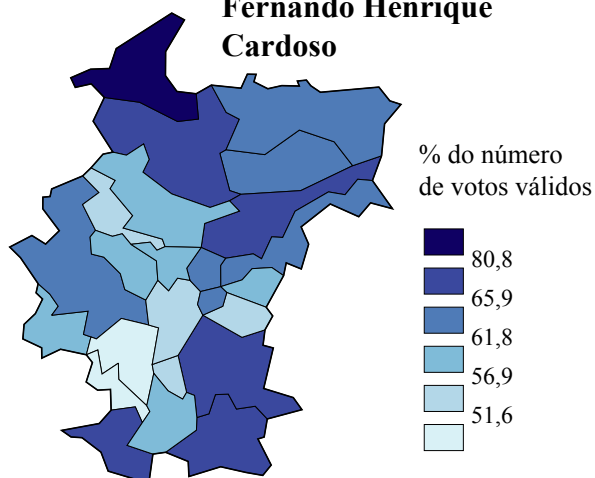 Fernando Henrique
Cardoso
% do número
de votos válidos
80,8
65,9
61,8
56,9
51,6